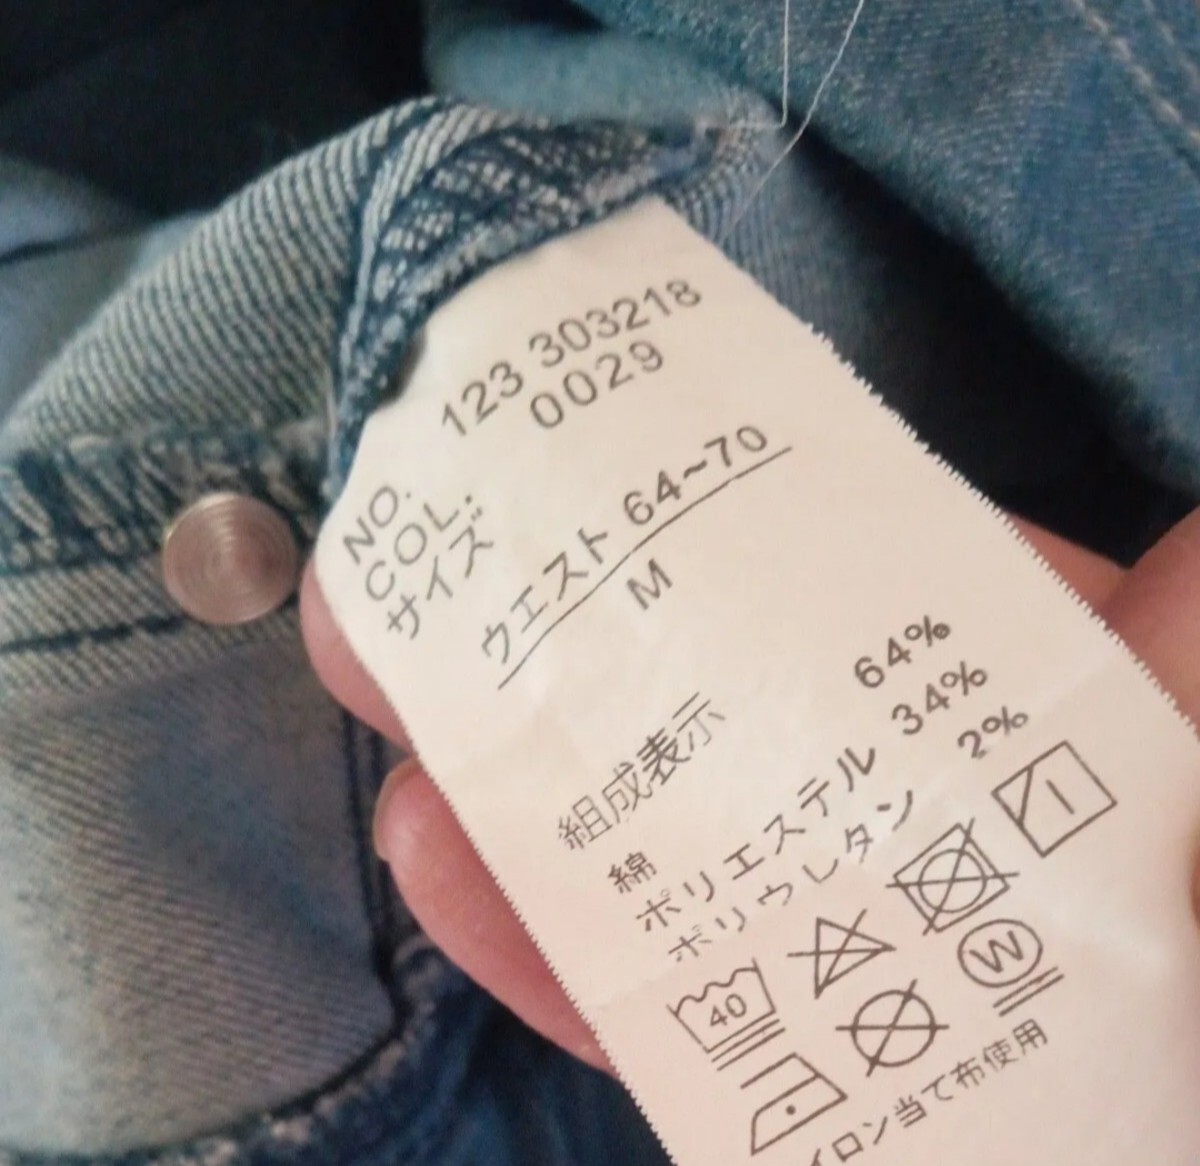 NO. 123 303218
COL. 0029
サイズ
ウエスト 64~70
M
組成表示
綿 64%
ポリエステル 34%
ポリウレタン 2%
40
W
イロン当て布使用